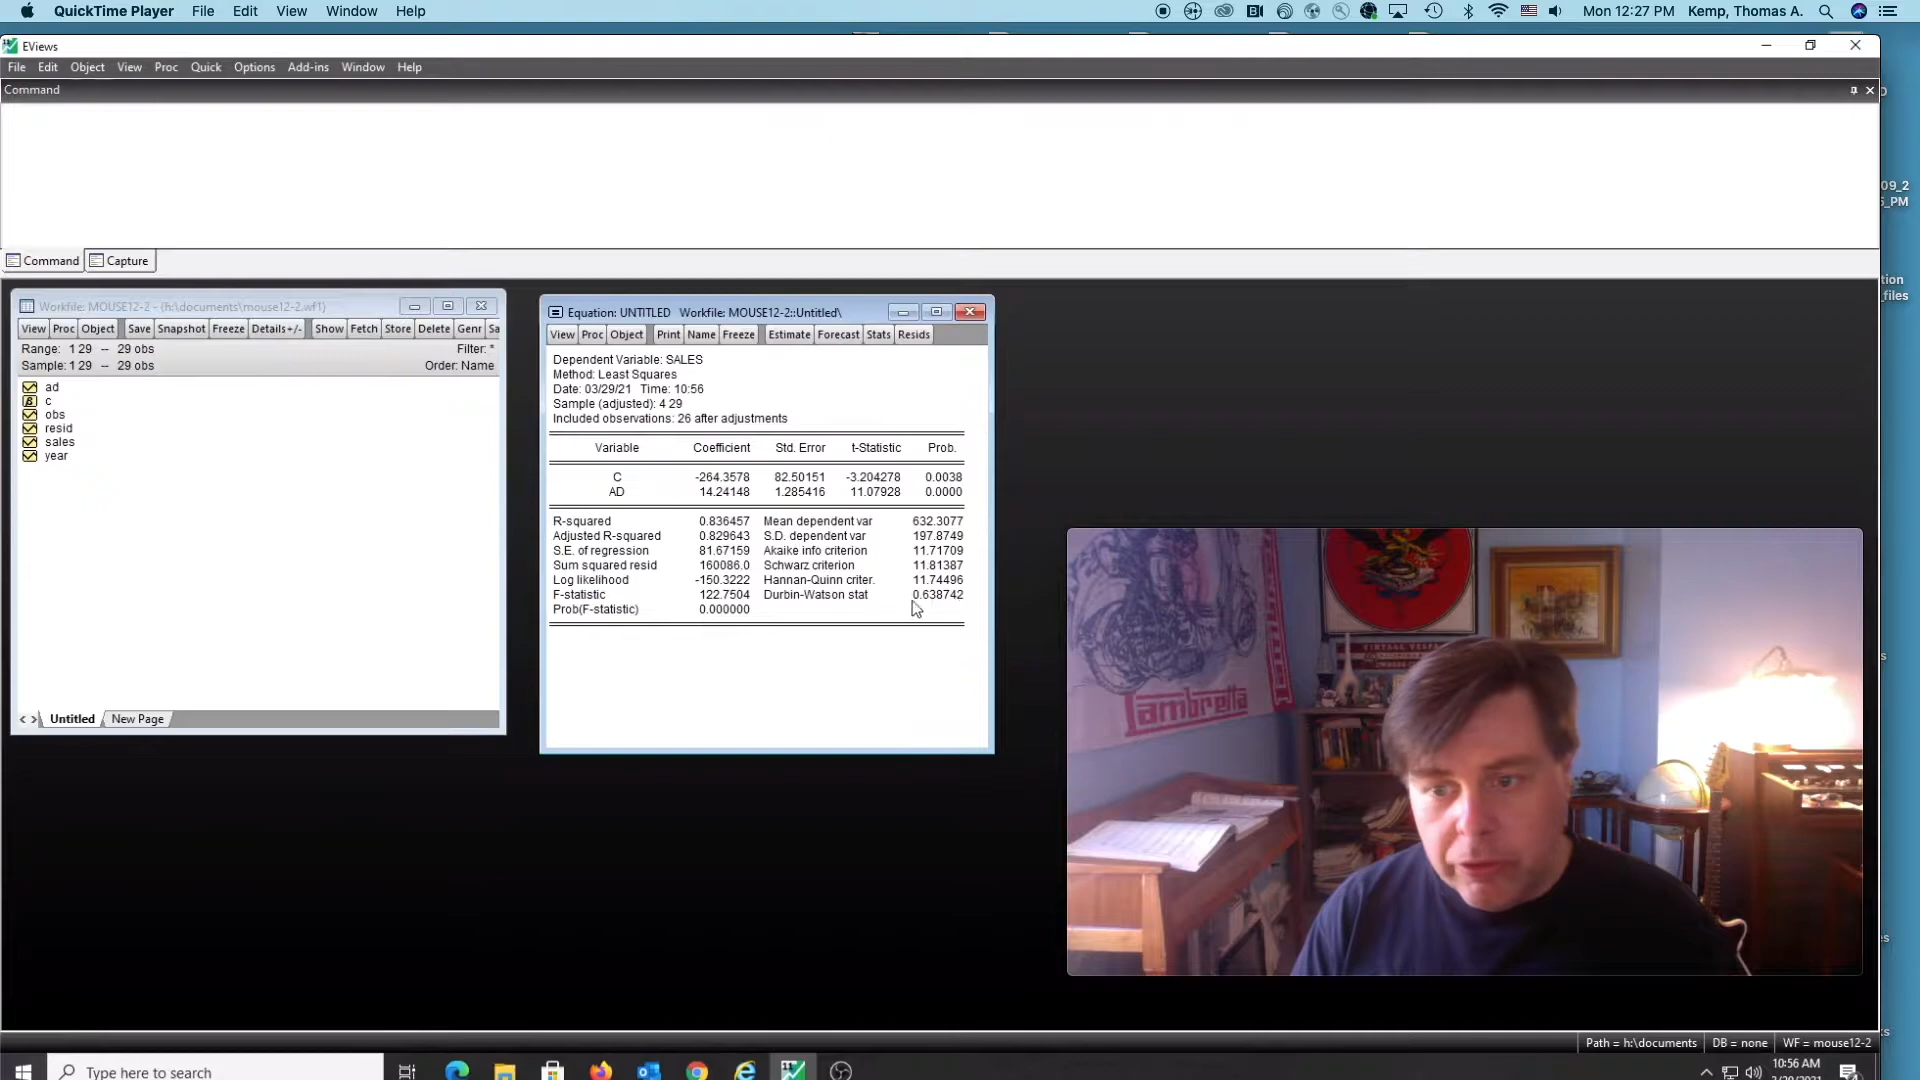 QuickTime Player File Edit View Window Help Mon 12:27 PM Kemp, Thomas A.
EViews
File Edit Object View Proc Quick Options Add-ins Window Help
Command
Command Capture
Workfile: MOUSE12-2 - (h:\documents\mouse12-2.wf1)
View Proc Object Save Snapshot Freeze Details+/- Show Fetch Store Delete Genr Sa
Range: 1 29 -- 29 obs Filter: *
Sample: 1 29 -- 29 obs Order: Name
ad
c
obs
resid
sales
year
Untitled New Page
Equation: UNTITLED Workfile: MOUSE12-2::Untitled\
View Proc Object Print Name Freeze Estimate Forecast Stats Resids
Dependent Variable: SALES
Method: Least Squares
Date: 03/29/21 Time: 10:56
Sample (adjusted): 4 29
Included observations: 26 after adjustments
Variable Coefficient Std. Error t-Statistic Prob.
C -264.3578 82.50151 -3.204278 0.0038
AD 14.24148 1.285416 11.07928 0.0000
R-squared 0.836457 Mean dependent var 632.3077
Adjusted R-squared 0.829643 S.D. dependent var 197.8749
S.E. of regression 81.67159 Akaike info criterion 11.71709
Sum squared resid 160086.0 Schwarz criterion 11.81387
Log likelihood -150.3222 Hannan-Quinn criter. 11.74496
F-statistic 122.7504 Durbin-Watson stat 0.638742
Prob(F-statistic) 0.000000
09_2
5_PM
tion
_files
VINTAGE VESPA
lambretta
Path = h:\documents DB = none WF = mouse12-2
Type here to search
10:56 AM